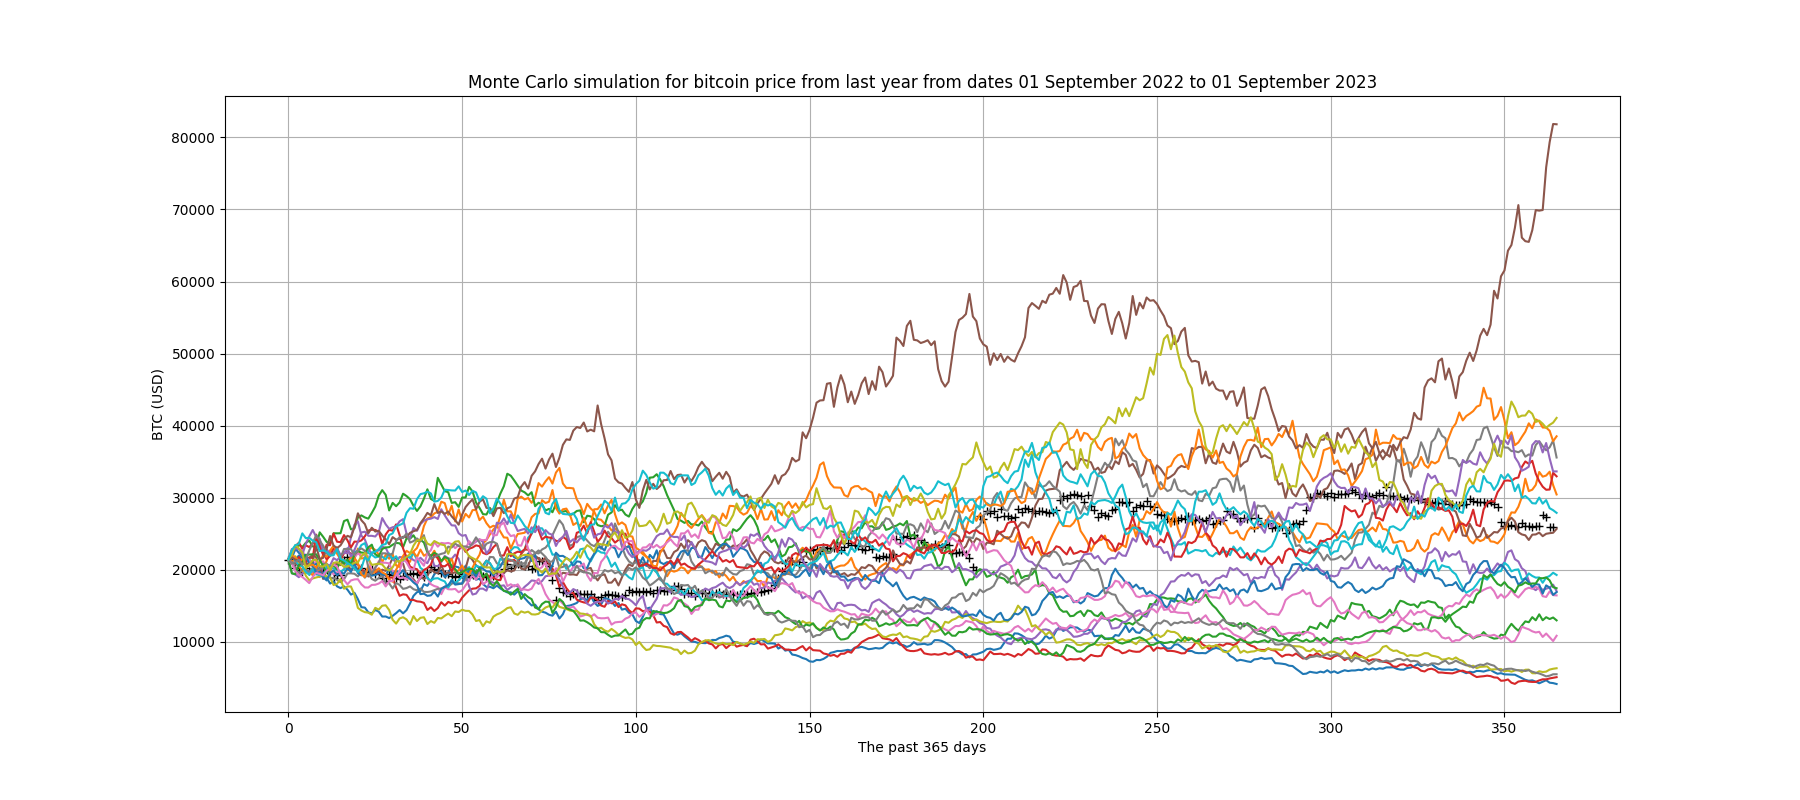 Monte Carlo simulation for bitcoin price from last year from dates 01 September 2022 to 01 September 2023
80000
70000
60000
50000
40000
30000
20000
10000
BTC (USD)
0 50 100 150 200 250 300 350
The past 365 days